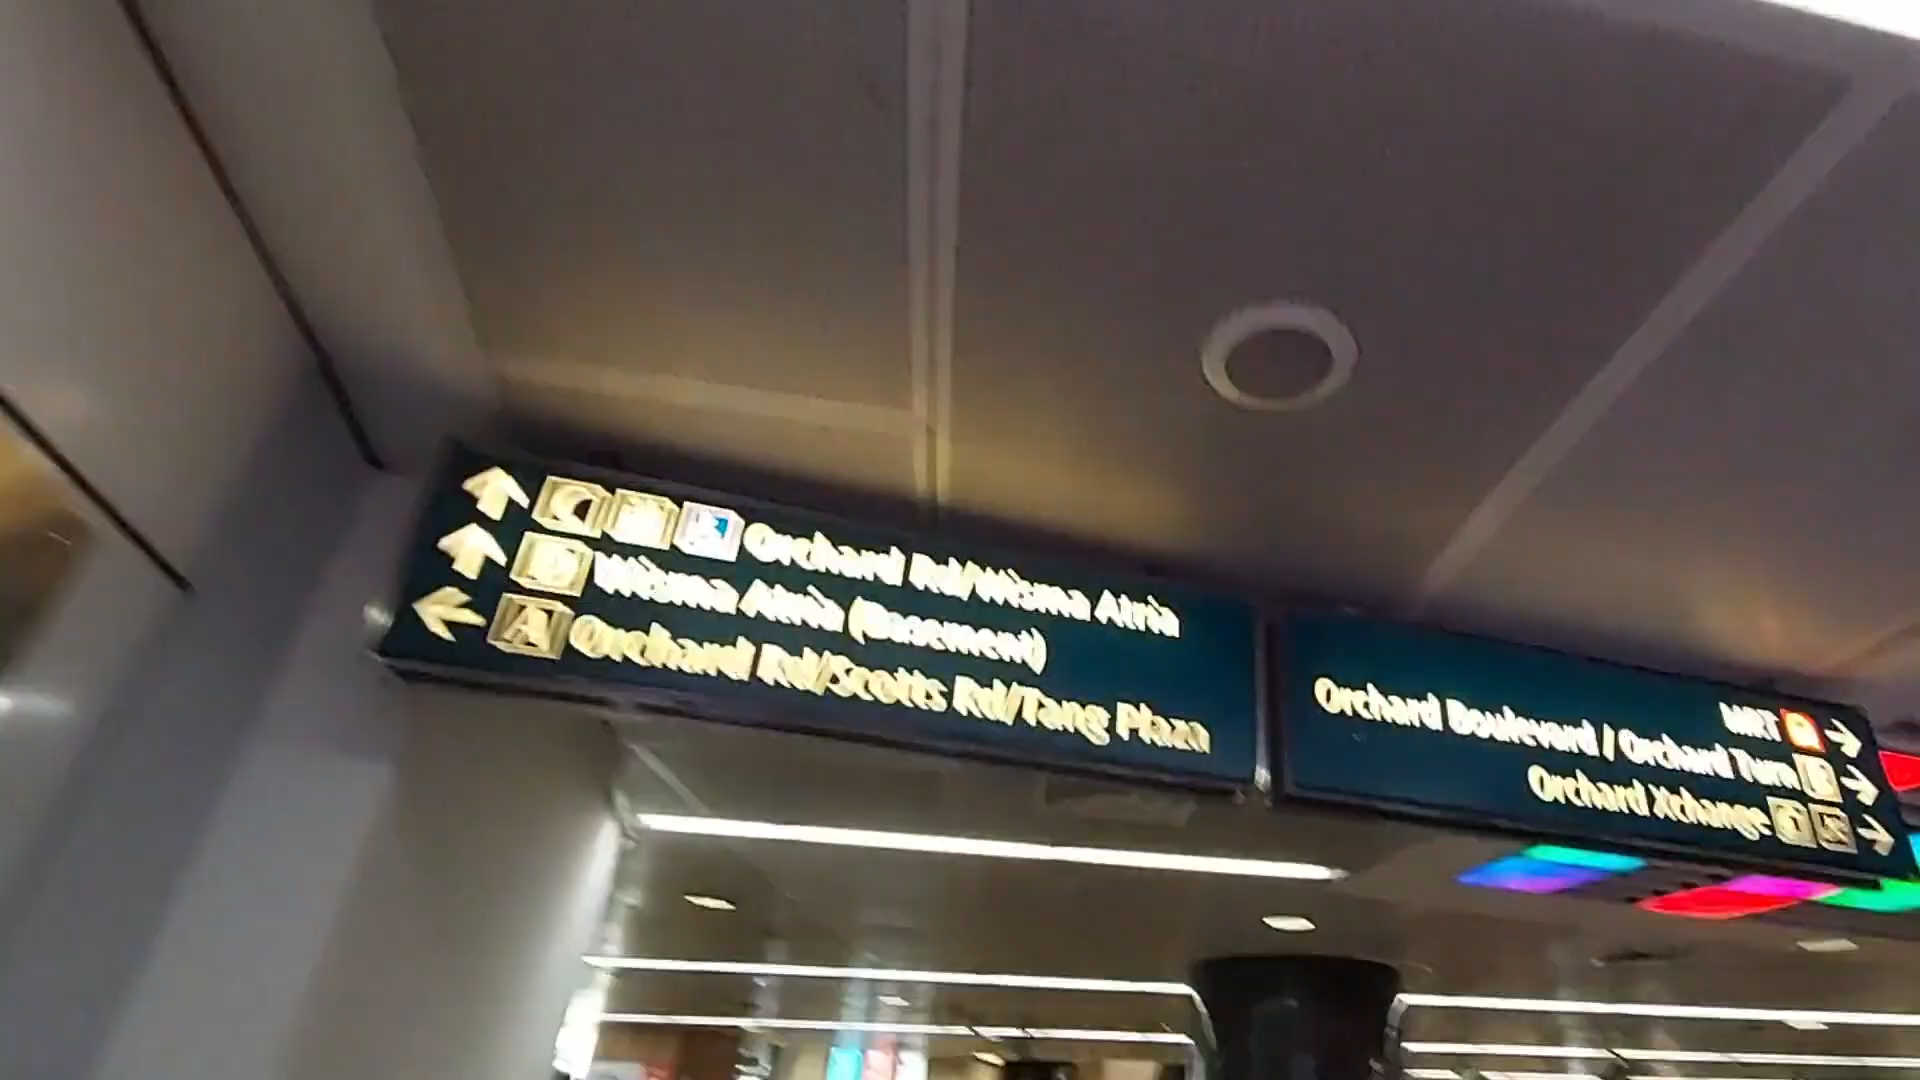 Orchard Rd/Wisma Atria
Wisma Atria (Basement)
A Orchard Rd/Scotts Rd/Tang Plaza
MRT
Orchard Boulevard / Orchard Turn
Orchard Xchange